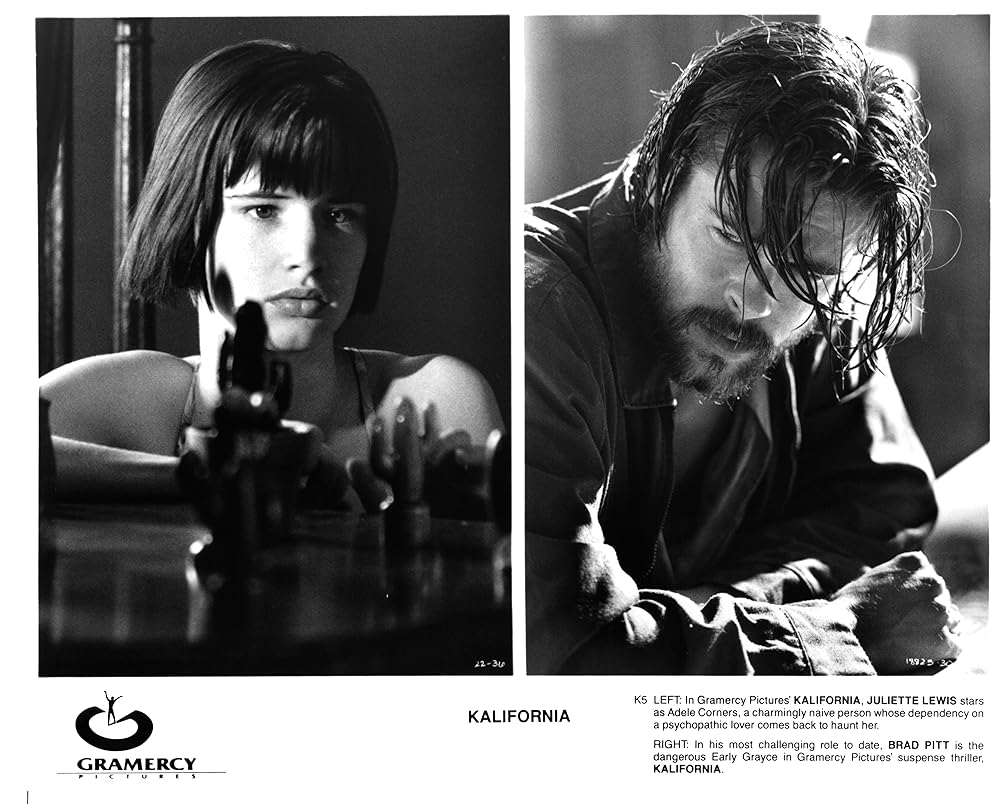 22-36
18825-30
GRAMERCY
PICTURES
KALIFORNIA
K5 LEFT: In Gramercy Pictures' KALIFORNIA, JULIETTE LEWIS stars
as Adele Corners, a charmingly naive person whose dependency on
a psychopathic lover comes back to haunt her.
RIGHT: In his most challenging role to date, BRAD PITT is the
dangerous Early Grayce in Gramercy Pictures' suspense thriller,
KALIFORNIA.